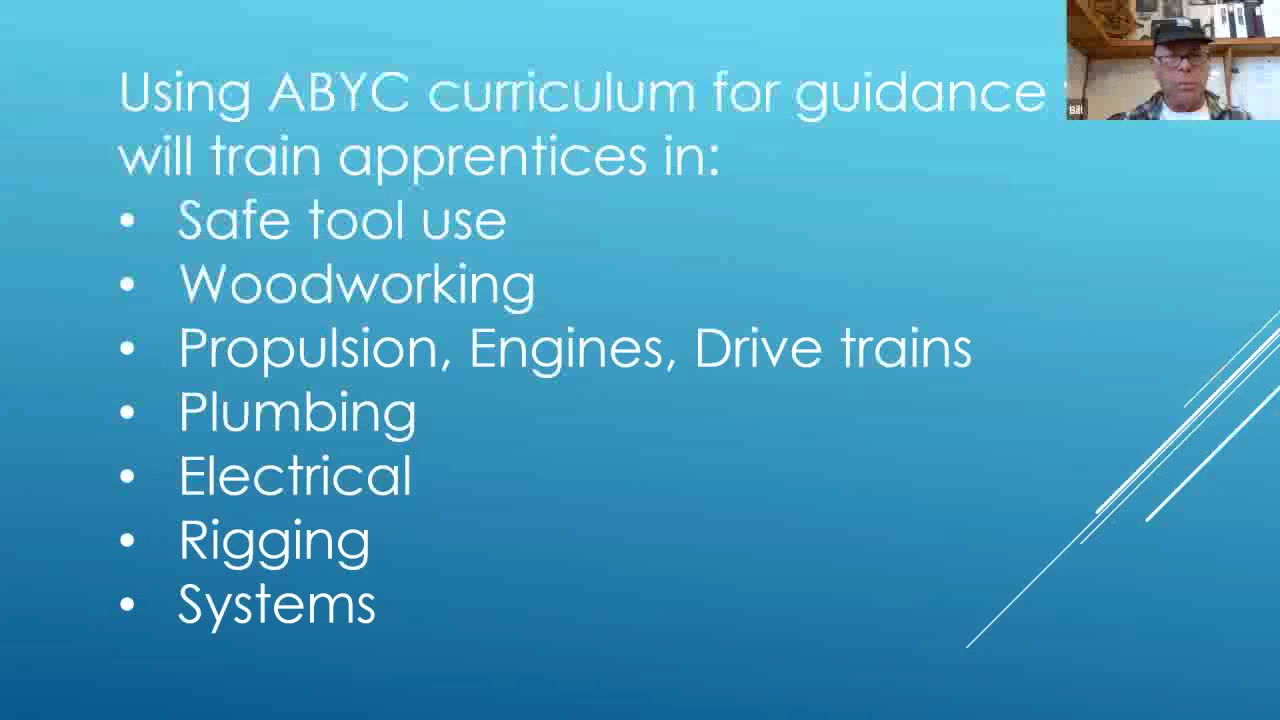 Using ABYC curriculum for guidance
will train apprentices in:
• Safe tool use
• Woodworking
• Propulsion, Engines, Drive trains
• Plumbing
• Electrical
• Rigging
• Systems